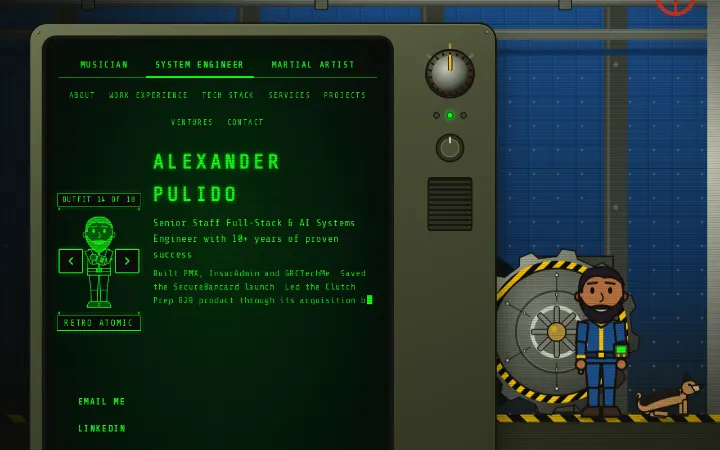 MUSICIAN SYSTEM ENGINEER MARTIAL ARTIST
ABOUT WORK EXPERIENCE TECH STACK SERVICES PROJECTS
VENTURES CONTACT
ALEXANDER
PULIDO
OUTFIT 14 OF 18
RETRO ATOMIC
Senior Staff Full-Stack & AI Systems
Engineer with 10+ years of proven
success
Built PMX, InsurAdmin and GRCTechMe Saved
the SecureBancard launch Led the Clutch
Prep B2B product through its acquisition b
EMAIL ME
LINKEDIN